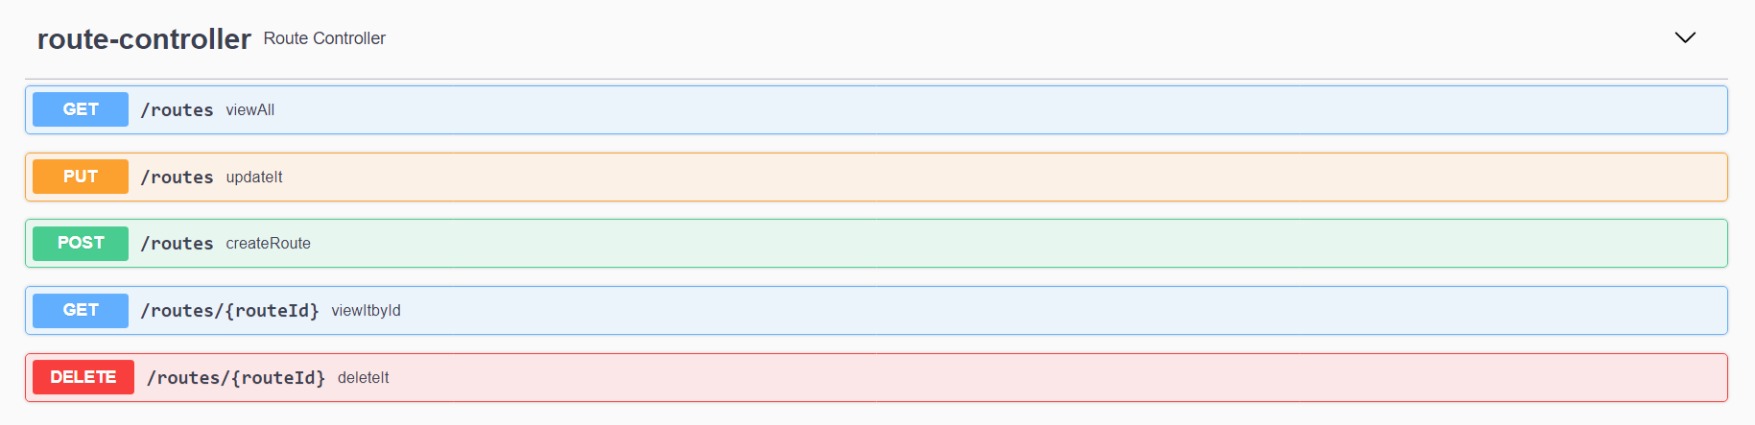 route-controller Route Controller
GET /routes viewAll
PUT /routes updateIt
POST /routes createRoute
GET /routes/{routeId} viewItbyId
DELETE /routes/{routeId} deleteIt